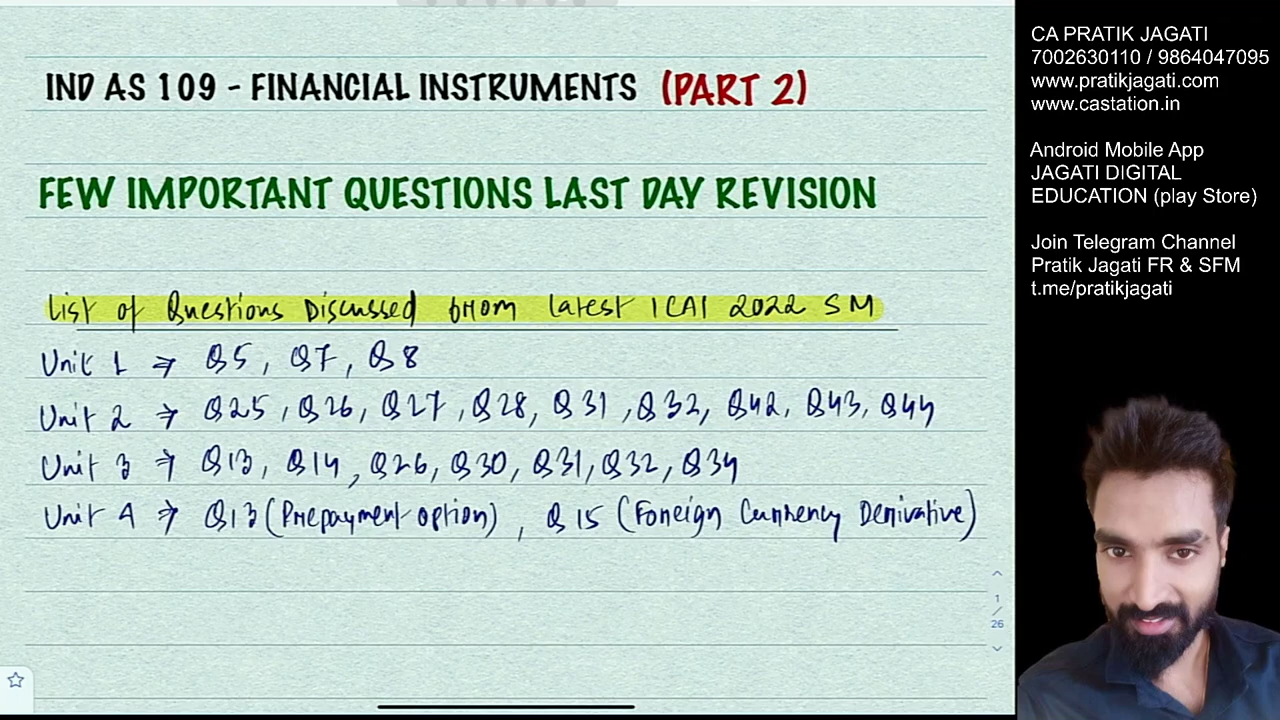 IND AS 109 - FINANCIAL INSTRUMENTS (PART 2)
FEW IMPORTANT QUESTIONS LAST DAY REVISION
List of Questions Discussed from latest ICAI 2022 SM
Unit 1 ⇒ Q5, Q7, Q8
Unit 2 ⇒ Q25, Q26, Q27, Q28, Q31, Q32, Q42, Q43, Q44
Unit 3 ⇒ Q13, Q14, Q26, Q30, Q31, Q32, Q34
Unit 4 ⇒ Q13 (Prepayment option), Q15 (Foreign Currency Derivative)
1
/
26
CA PRATIK JAGATI
7002630110 / 9864047095
www.pratikjagati.com
www.castation.in
Android Mobile App
JAGATI DIGITAL
EDUCATION (play Store)
Join Telegram Channel
Pratik Jagati FR & SFM
t.me/pratikjagati